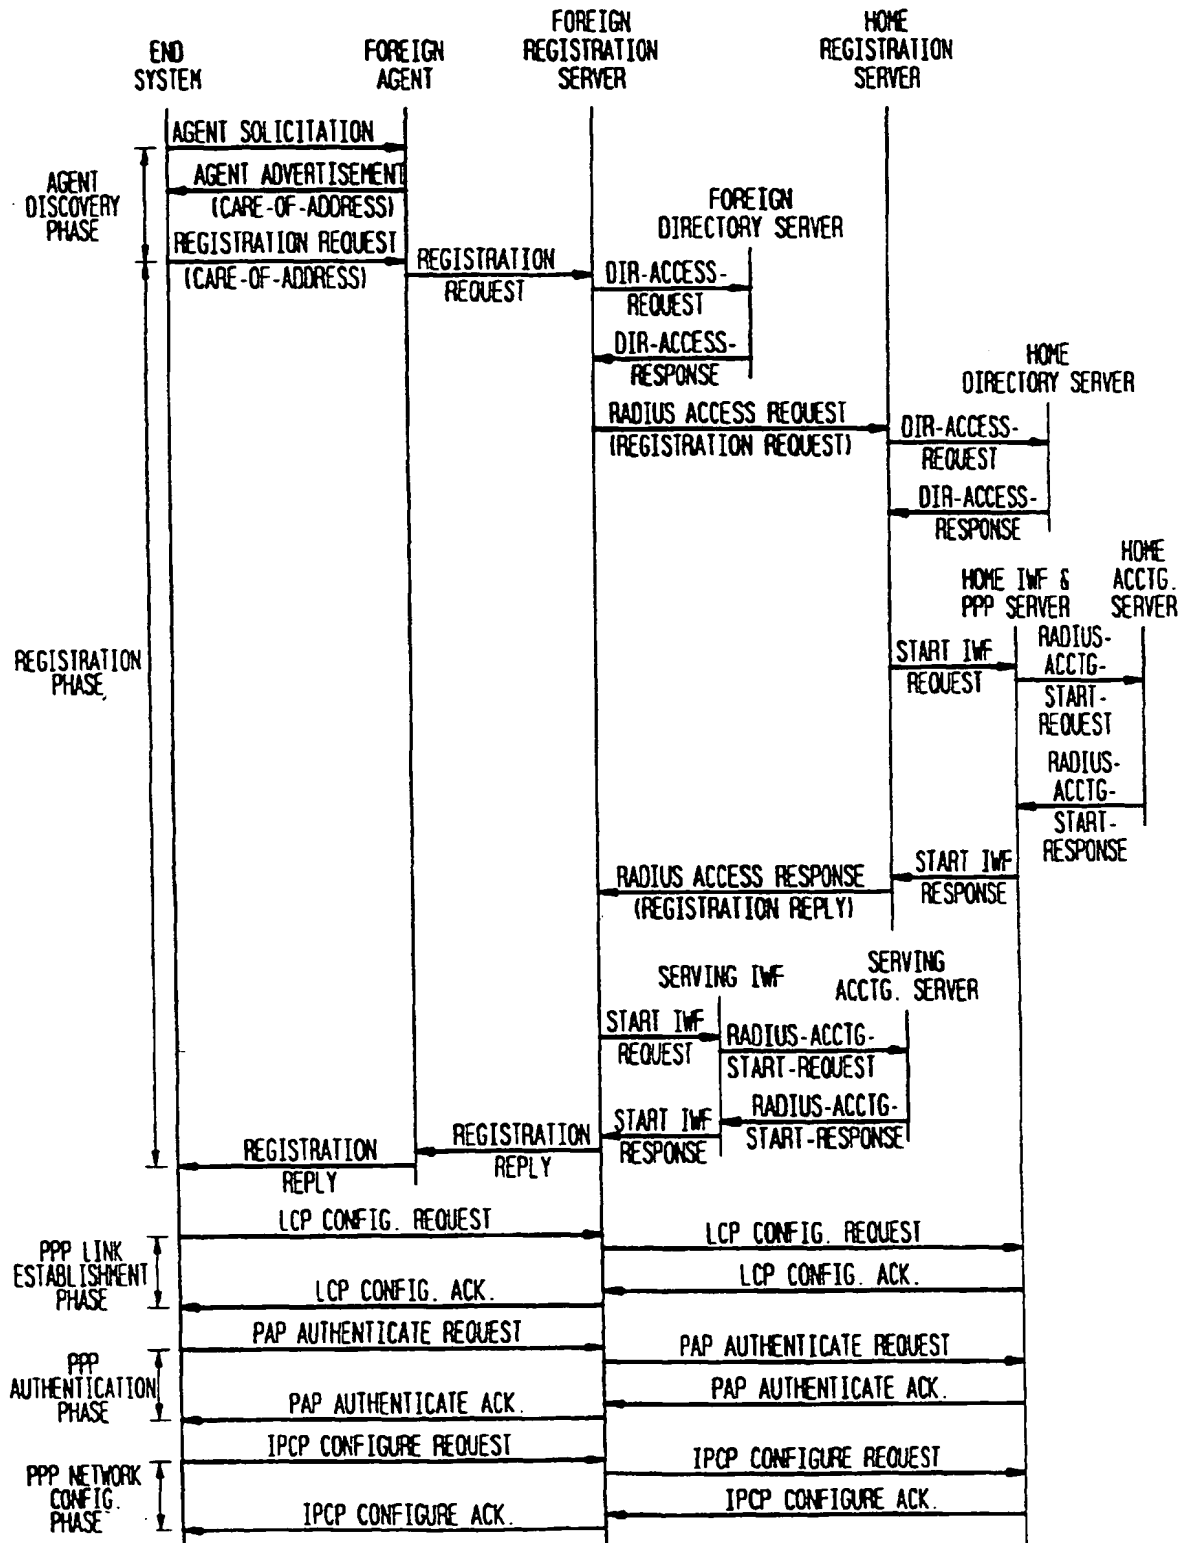 END
SYSTEM
FOREIGN
AGENT
FOREIGN
REGISTRATION
SERVER
HOME
REGISTRATION
SERVER
AGENT SOLICITATION
AGENT ADVERTISEMENT
(CARE-OF-ADDRESS)
AGENT
DISCOVERY
PHASE
REGISTRATION REQUEST
(CARE-OF-ADDRESS)
REGISTRATION
REQUEST
FOREIGN
DIRECTORY SERVER
DIR-ACCESS-
REQUEST
DIR-ACCESS-
RESPONSE
HOME
DIRECTORY SERVER
RADIUS ACCESS REQUEST
(REGISTRATION REQUEST)
DIR-ACCESS-
REQUEST
DIR-ACCESS-
RESPONSE
HOME IWF &
PPP SERVER
HOME
ACCTG.
SERVER
REGISTRATION
PHASE
START IWF
REQUEST
RADIUS-
ACCTG-
START-
REQUEST
RADIUS-
ACCTG-
START-
RESPONSE
START IWF
RESPONSE
RADIUS ACCESS RESPONSE
(REGISTRATION REPLY)
SERVING IWF
SERVING
ACCTG. SERVER
START IWF
REQUEST
RADIUS-ACCTG-
START-REQUEST
RADIUS-ACCTG-
START-RESPONSE
START IWF
RESPONSE
REGISTRATION
REPLY
REGISTRATION
REPLY
LCP CONFIG. REQUEST
LCP CONFIG. REQUEST
PPP LINK
ESTABLISHMENT
PHASE
LCP CONFIG. ACK.
LCP CONFIG. ACK.
PAP AUTHENTICATE REQUEST
PAP AUTHENTICATE REQUEST
PPP
AUTHENTICATION
PHASE
PAP AUTHENTICATE ACK.
PAP AUTHENTICATE ACK.
IPCP CONFIGURE REQUEST
IPCP CONFIGURE REQUEST
PPP NETWORK
CONFIG.
PHASE
IPCP CONFIGURE ACK.
IPCP CONFIGURE ACK.